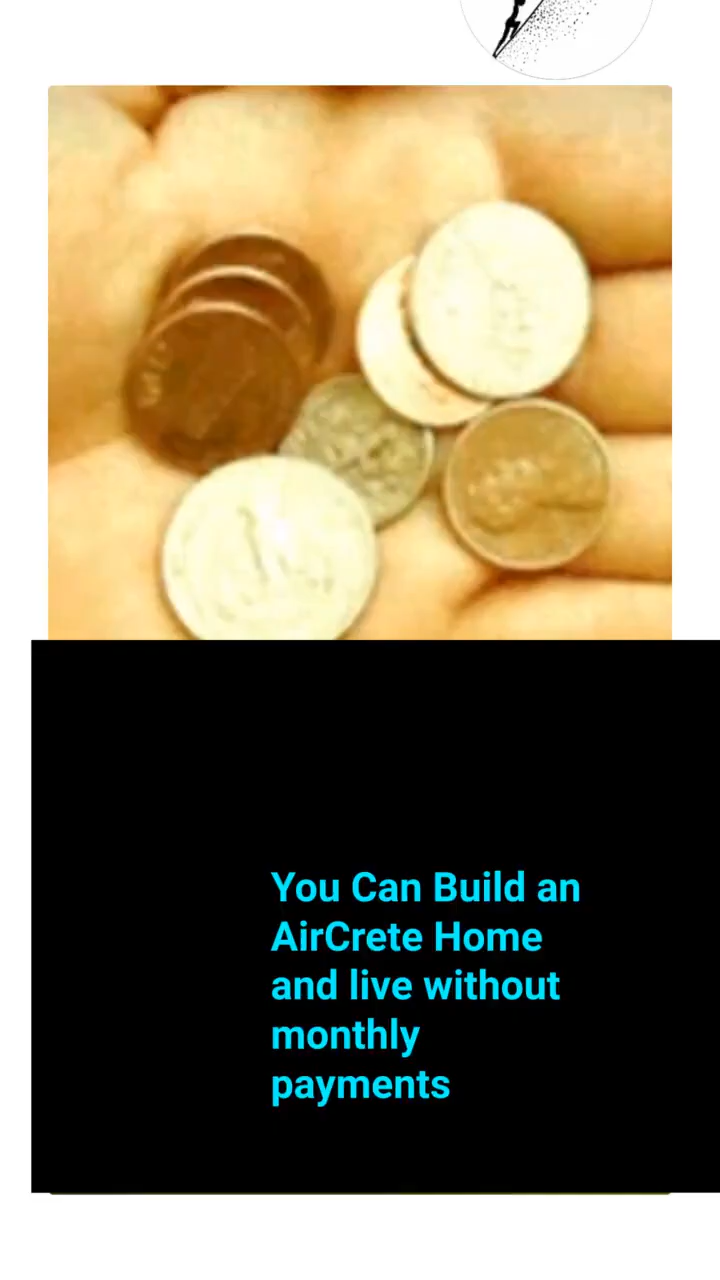 You Can Build an
AirCrete Home
and live without
monthly
payments